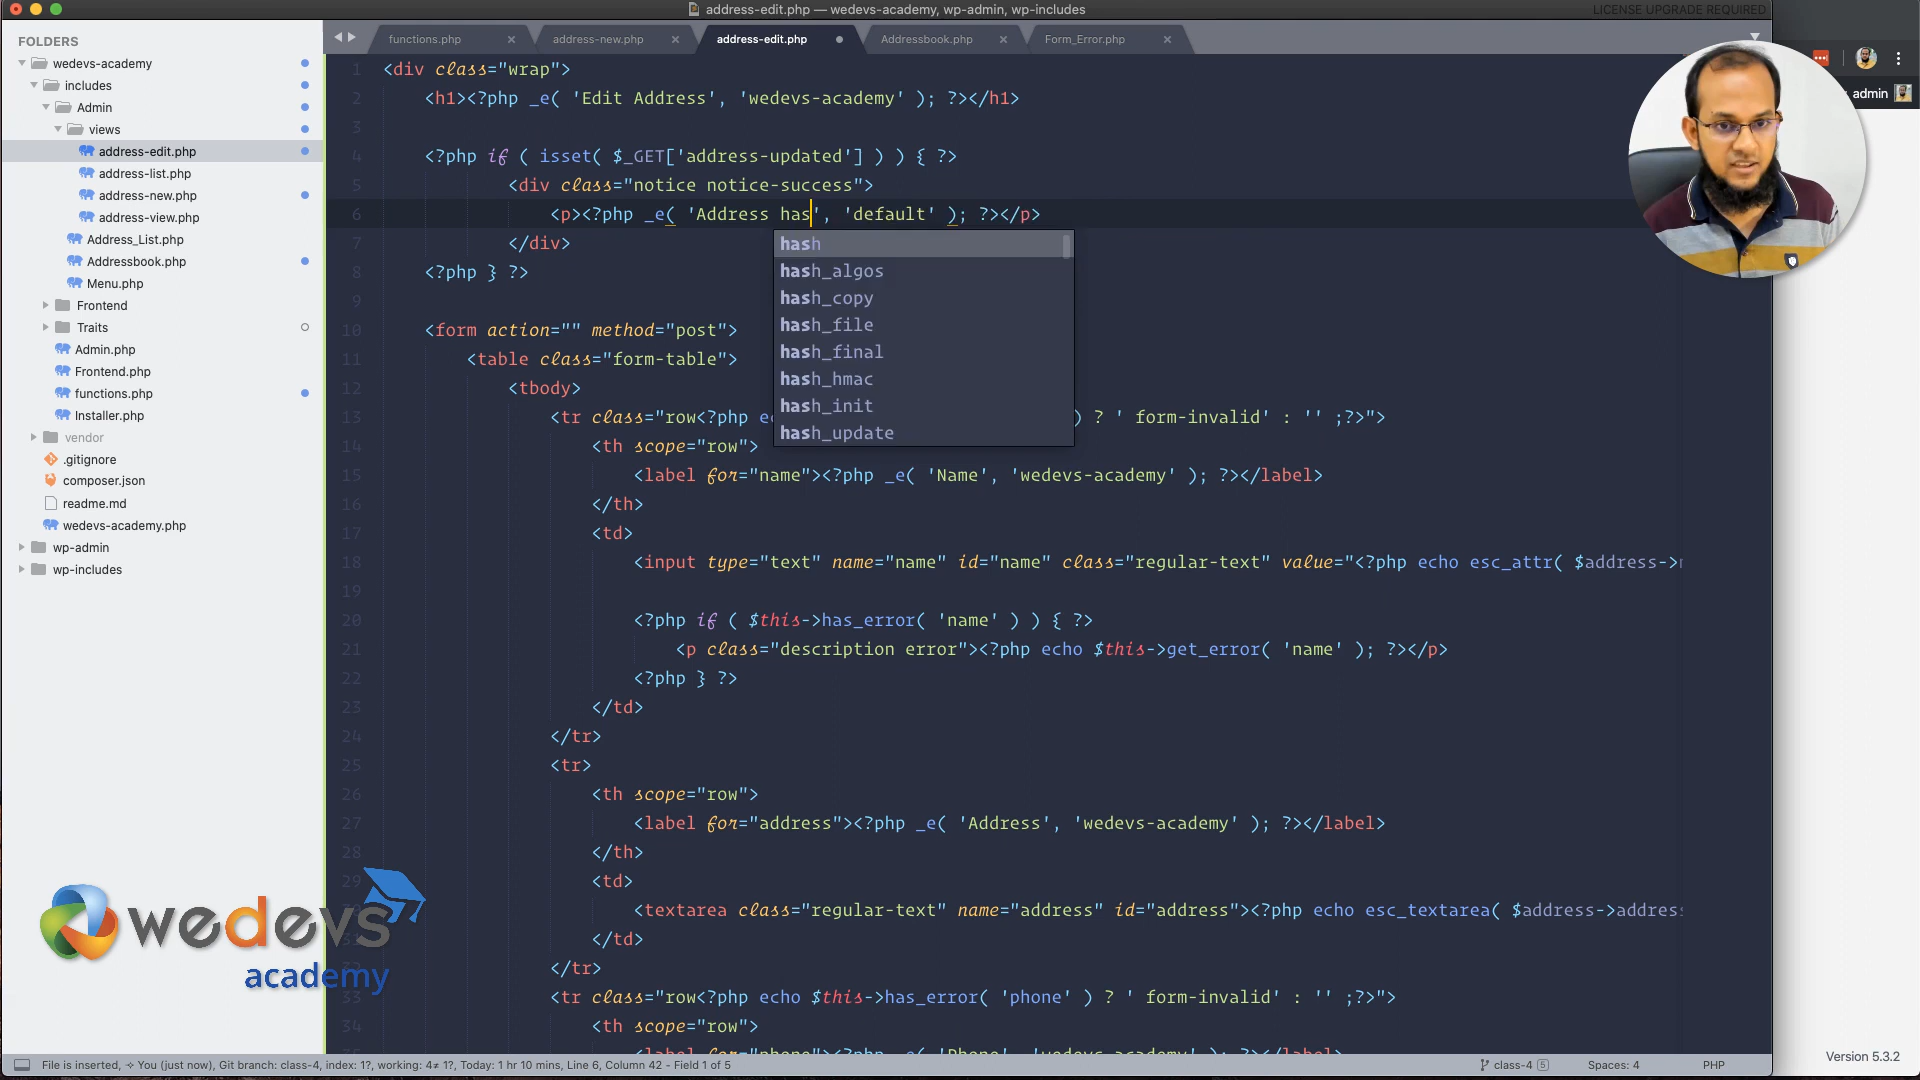 address-edit.php — wedevs-academy, wp-admin, wp-includes
LICENSE UPGRADE REQUIRED
FOLDERS
wedevs-academy
includes
Admin
views
address-edit.php
address-list.php
address-new.php
address-view.php
Address_List.php
Addressbook.php
Menu.php
Frontend
Traits
Admin.php
Frontend.php
functions.php
Installer.php
vendor
.gitignore
composer.json
readme.md
wedevs-academy.php
wp-admin
wp-includes
functions.php
address-new.php
address-edit.php
Addressbook.php
Form_Error.php
1 <div class="wrap">
2 <h1><?php _e( 'Edit Address', 'wedevs-academy' ); ?></h1>
3
4 <?php if ( isset( $_GET['address-updated'] ) ) { ?>
5 <div class="notice notice-success">
6 <p><?php _e( 'Address has', 'default' ); ?></p>
7 </div>
8 <?php } ?>
9
10 <form action="" method="post">
11 <table class="form-table">
12 <tbody>
13 <tr class="row<?php ) ? ' form-invalid' : '' ;?>">
14 <th scope="row">
15 <label for="name"><?php _e( 'Name', 'wedevs-academy' ); ?></label>
16 </th>
17 <td>
18 <input type="text" name="name" id="name" class="regular-text" value="<?php echo esc_attr( $address->
19
20 <?php if ( $this->has_error( 'name' ) ) { ?>
21 <p class="description error"><?php echo $this->get_error( 'name' ); ?></p>
22 <?php } ?>
23 </td>
24 </tr>
25 <tr>
26 <th scope="row">
27 <label for="address"><?php _e( 'Address', 'wedevs-academy' ); ?></label>
28 </th>
29 <td>
<textarea class="regular-text" name="address" id="address"><?php echo esc_textarea( $address->addres
</td>
</tr>
33 <tr class="row<?php echo $this->has_error( 'phone' ) ? ' form-invalid' : '' ;?>">
34 <th scope="row">
hash
hash_algos
hash_copy
hash_file
hash_final
hash_hmac
hash_init
hash_update
admin
wedevs
academy
File is inserted, ✧ You (just now), Git branch: class-4, index: 1?, working: 4≠ 1?, Today: 1 hr 10 mins, Line 6, Column 42 - Field 1 of 5
class-4 5
Spaces: 4
PHP
Version 5.3.2